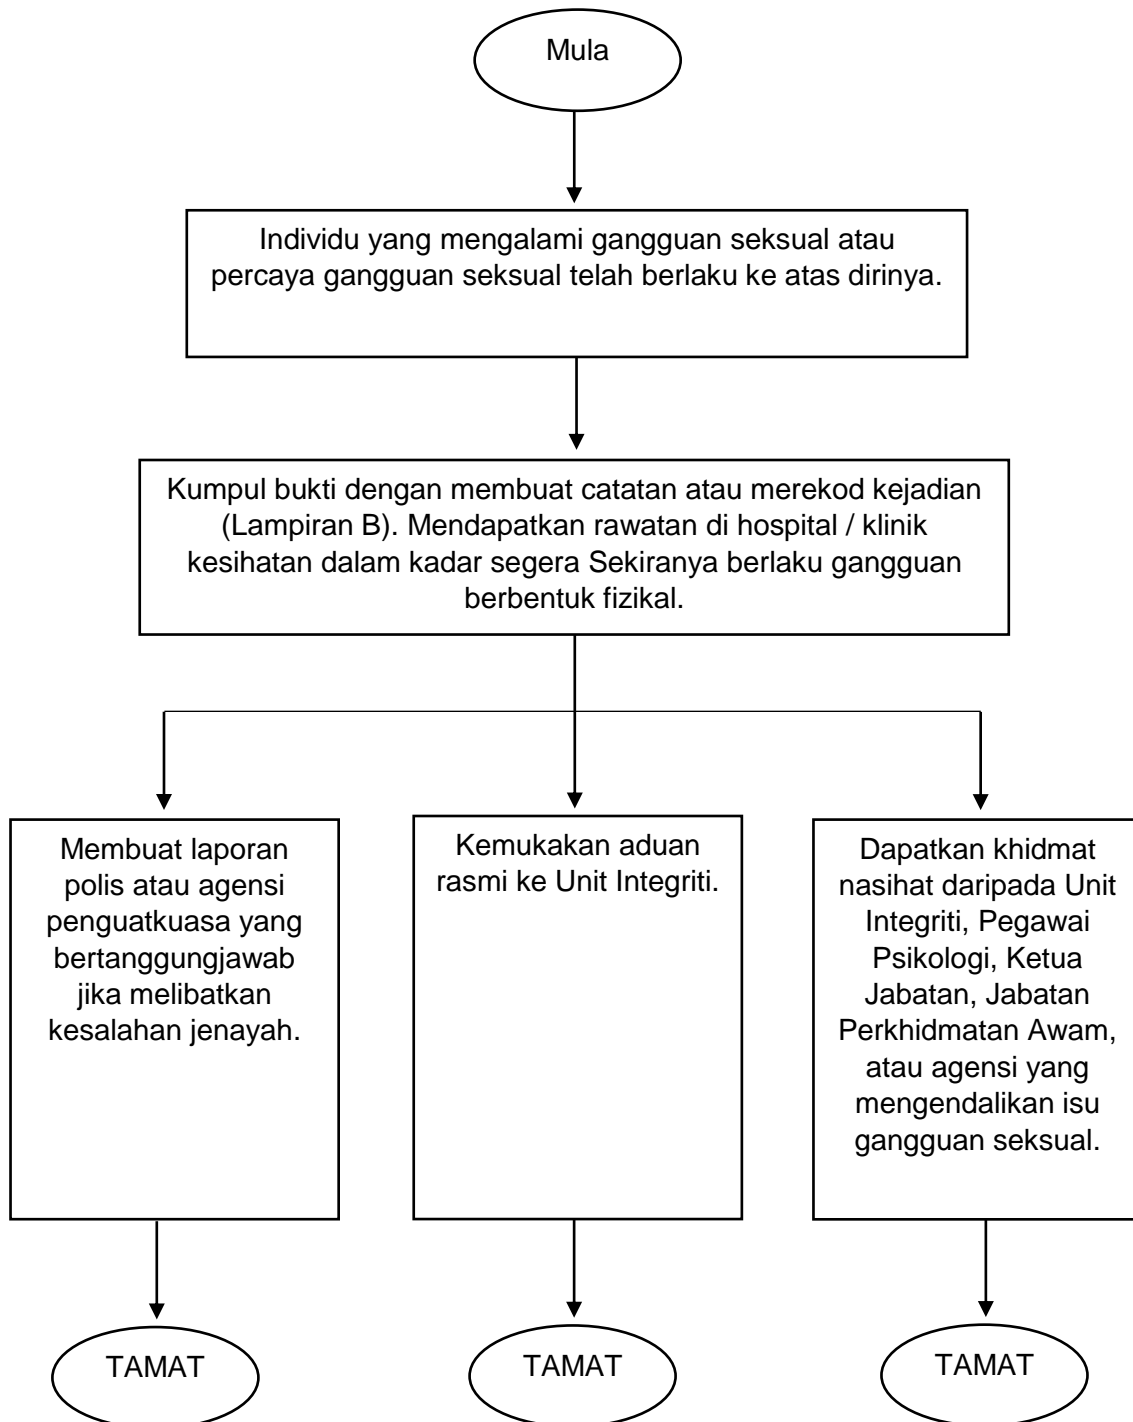 Mula
Individu yang mengalami gangguan seksual atau
percaya gangguan seksual telah berlaku ke atas dirinya.
Kumpul bukti dengan membuat catatan atau merekod kejadian
(Lampiran B). Mendapatkan rawatan di hospital / klinik
kesihatan dalam kadar segera Sekiranya berlaku gangguan
berbentuk fizikal.
Membuat laporan
polis atau agensi
penguatkuasa yang
bertanggungjawab
jika melibatkan
kesalahan jenayah.
Kemukakan aduan
rasmi ke Unit Integriti.
Dapatkan khidmat
nasihat daripada Unit
Integriti, Pegawai
Psikologi, Ketua
Jabatan, Jabatan
Perkhidmatan Awam,
atau agensi yang
mengendalikan isu
gangguan seksual.
TAMAT
TAMAT
TAMAT